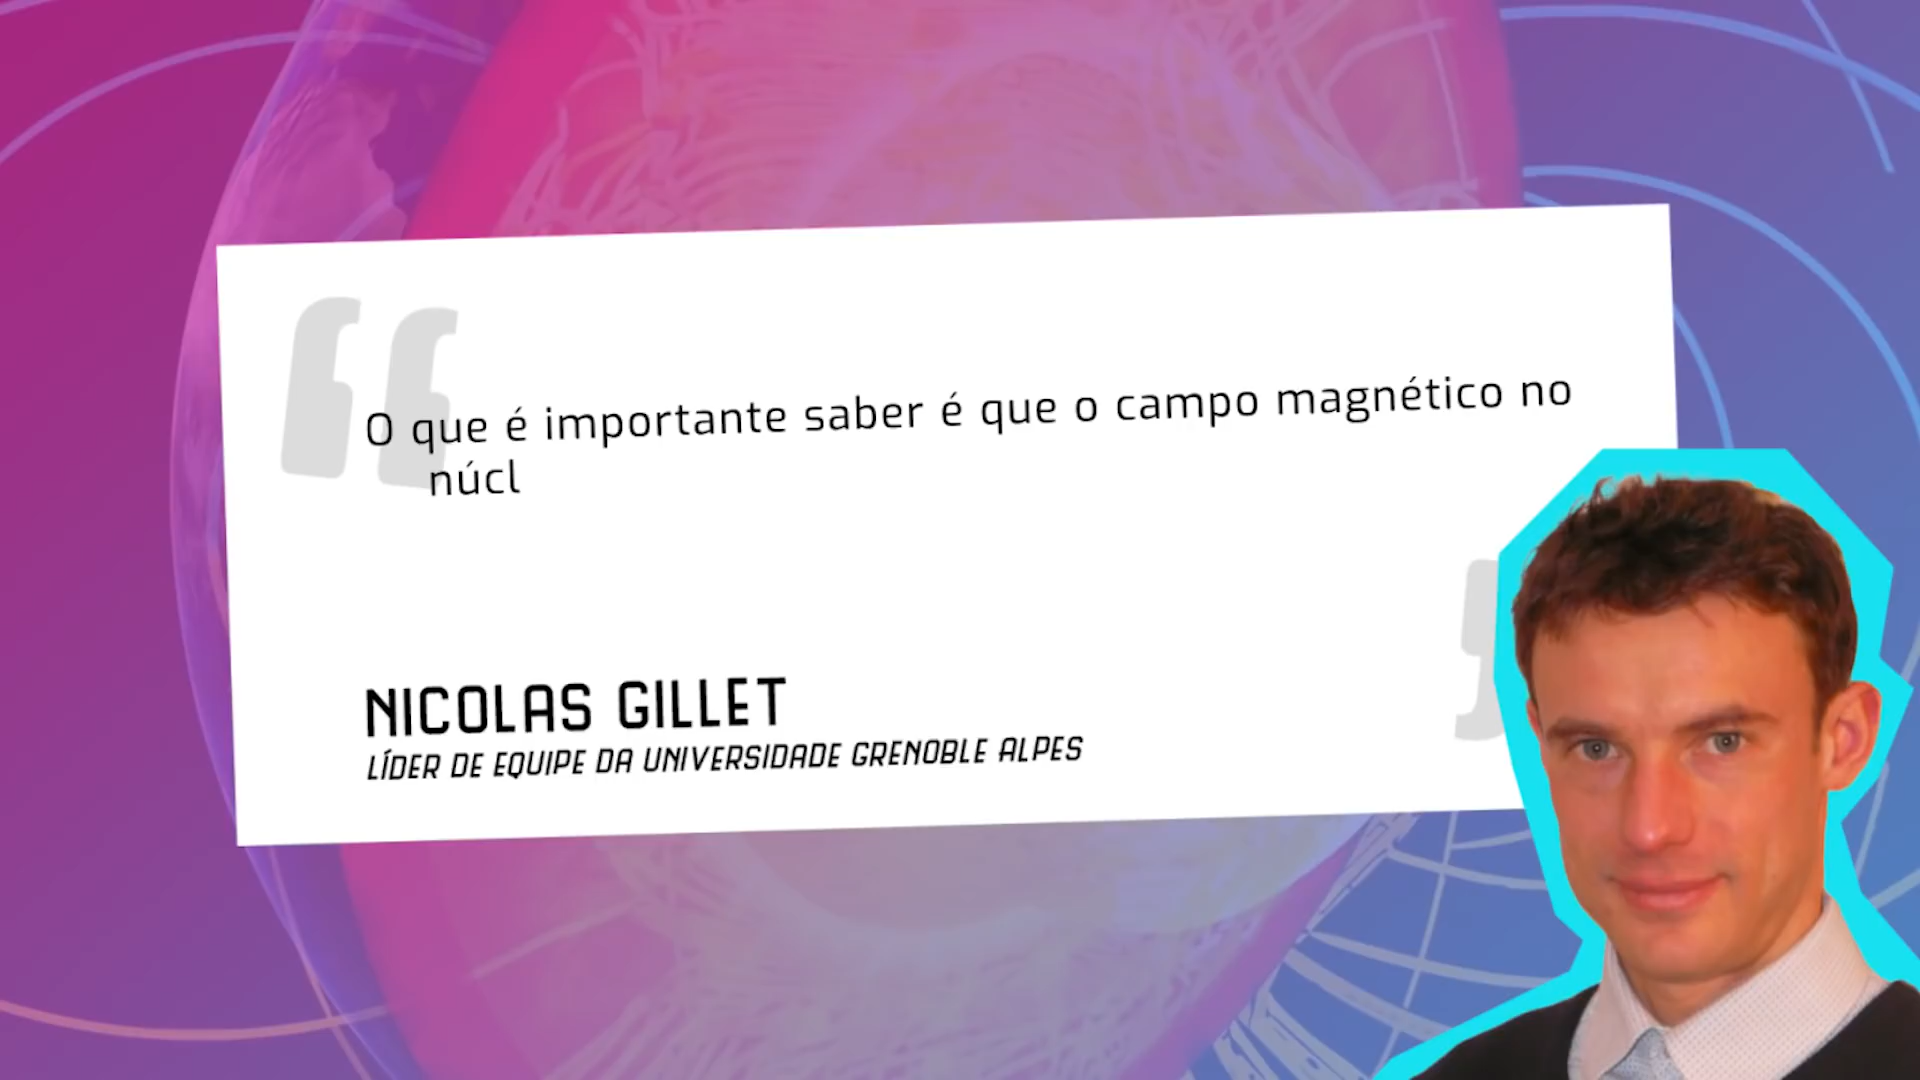 O que é importante saber é que o campo magnético no
núcl
NICOLAS GILLET
LÍDER DE EQUIPE DA UNIVERSIDADE GRENOBLE ALPES